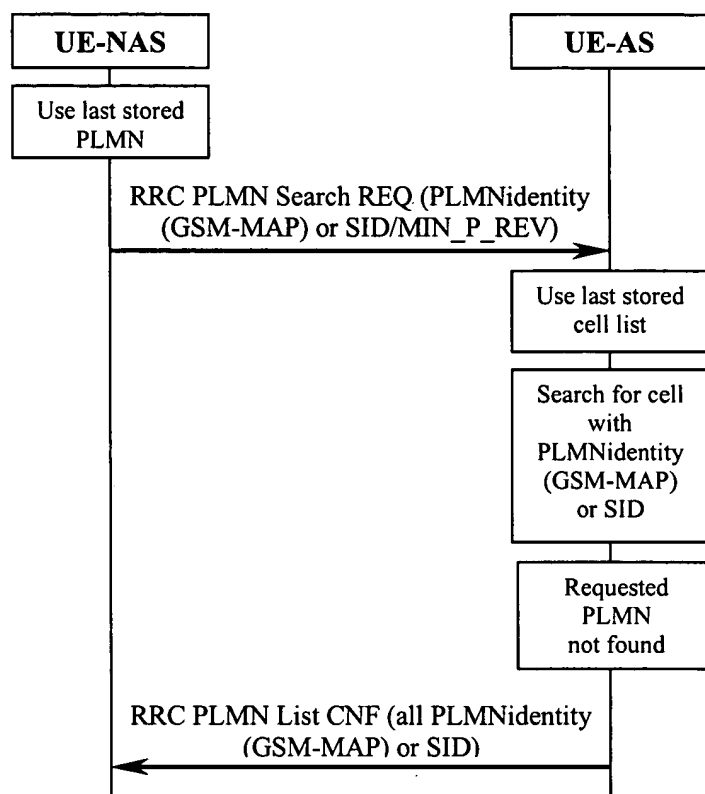 UE-NAS
UE-AS
Use last stored
PLMN
RRC PLMN Search REQ (PLMNidentity
(GSM-MAP) or SID/MIN_P_REV)
Use last stored
cell list
Search for cell
with
PLMNidentity
(GSM-MAP)
or SID
Requested
PLMN
not found
RRC PLMN List CNF (all PLMNidentity
(GSM-MAP) or SID)